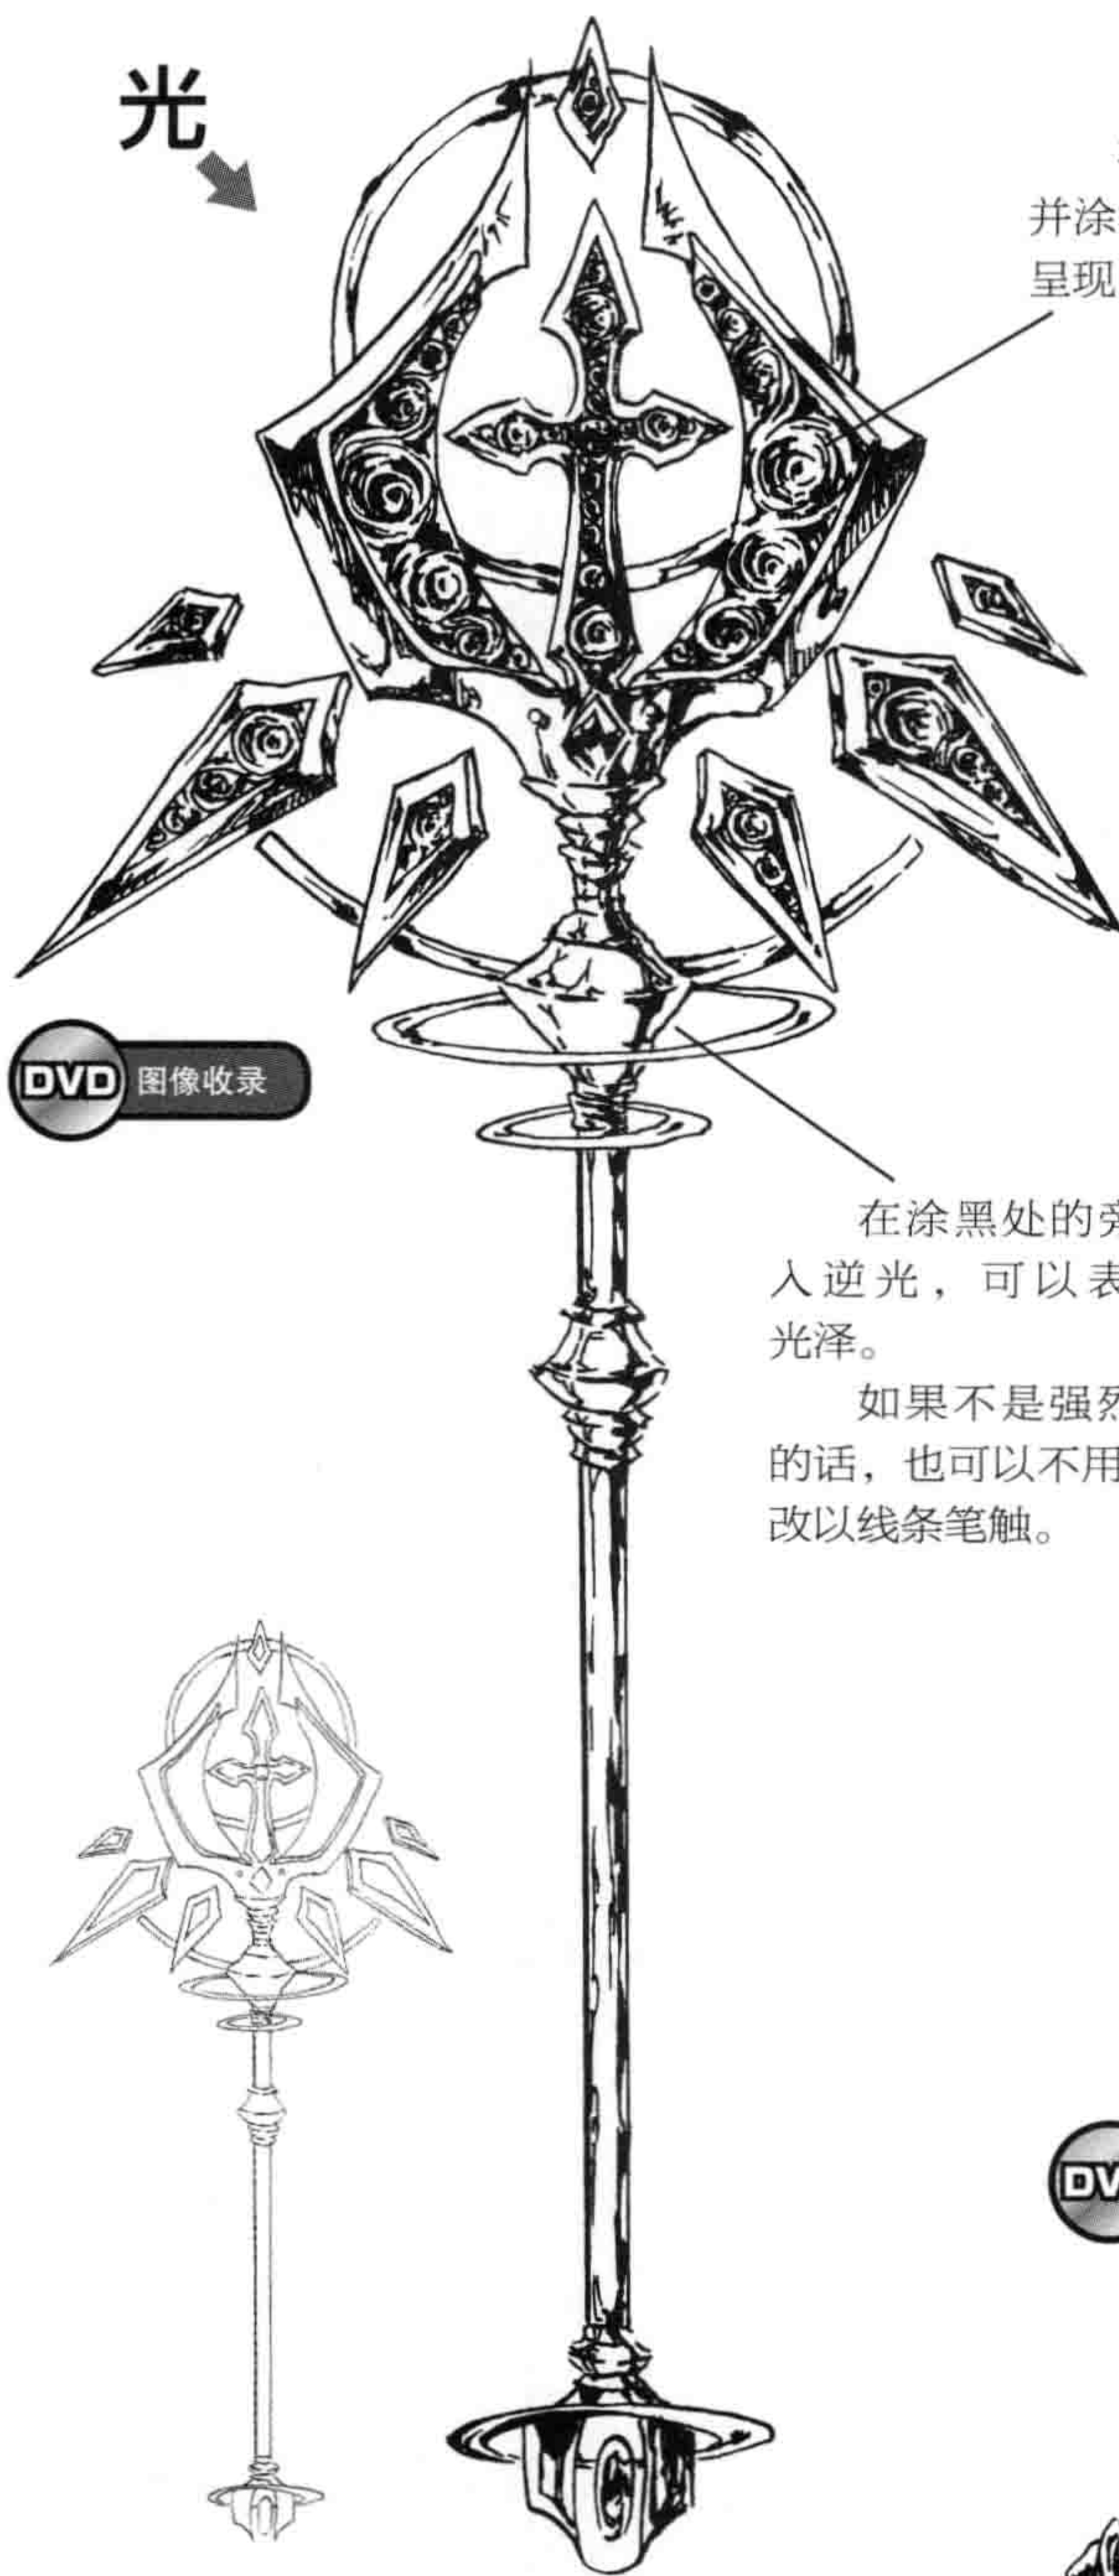 光
并涂
呈现
DVD 图像收录
在涂黑处的旁
入逆光，可以表
光泽。
如果不是强烈
的话，也可以不用
改以线条笔触。
DV